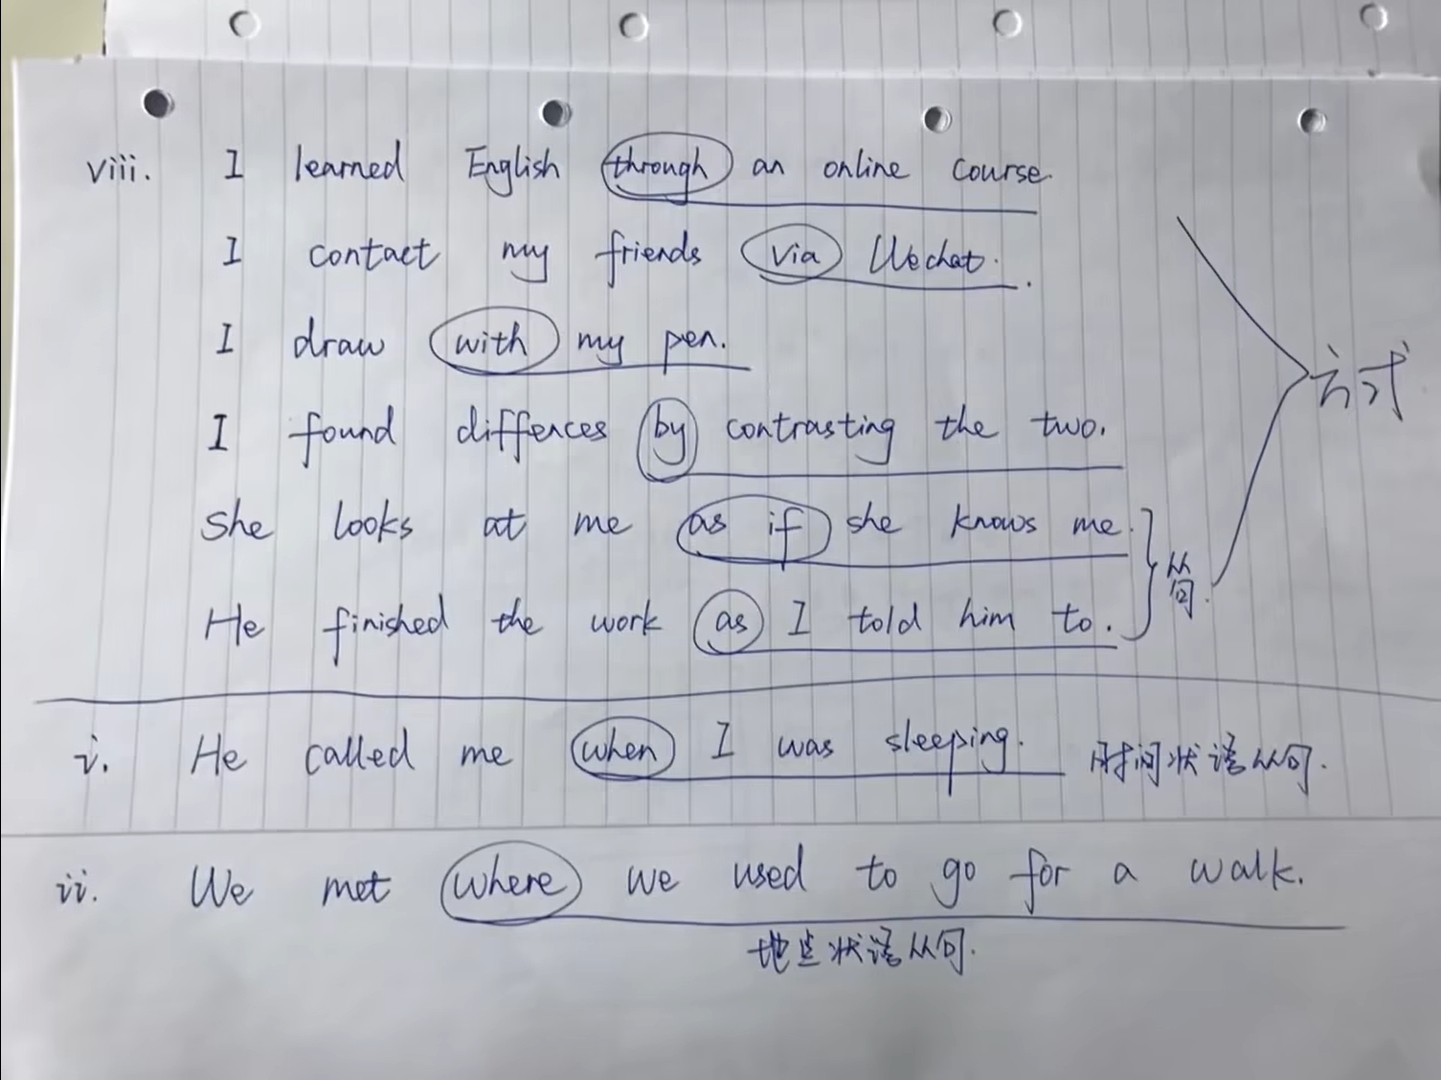 viii. I learned English through an online course.
I contact my friends via Wechat.
I draw with my pen.
I found diffences by contrasting the two.
方式
She looks at me as if she knows me.
从句.
He finished the work as I told him to.
i. He called me when I was sleeping. 时间状语从句.
ii. We met where we used to go for a walk.
地点状语从句.